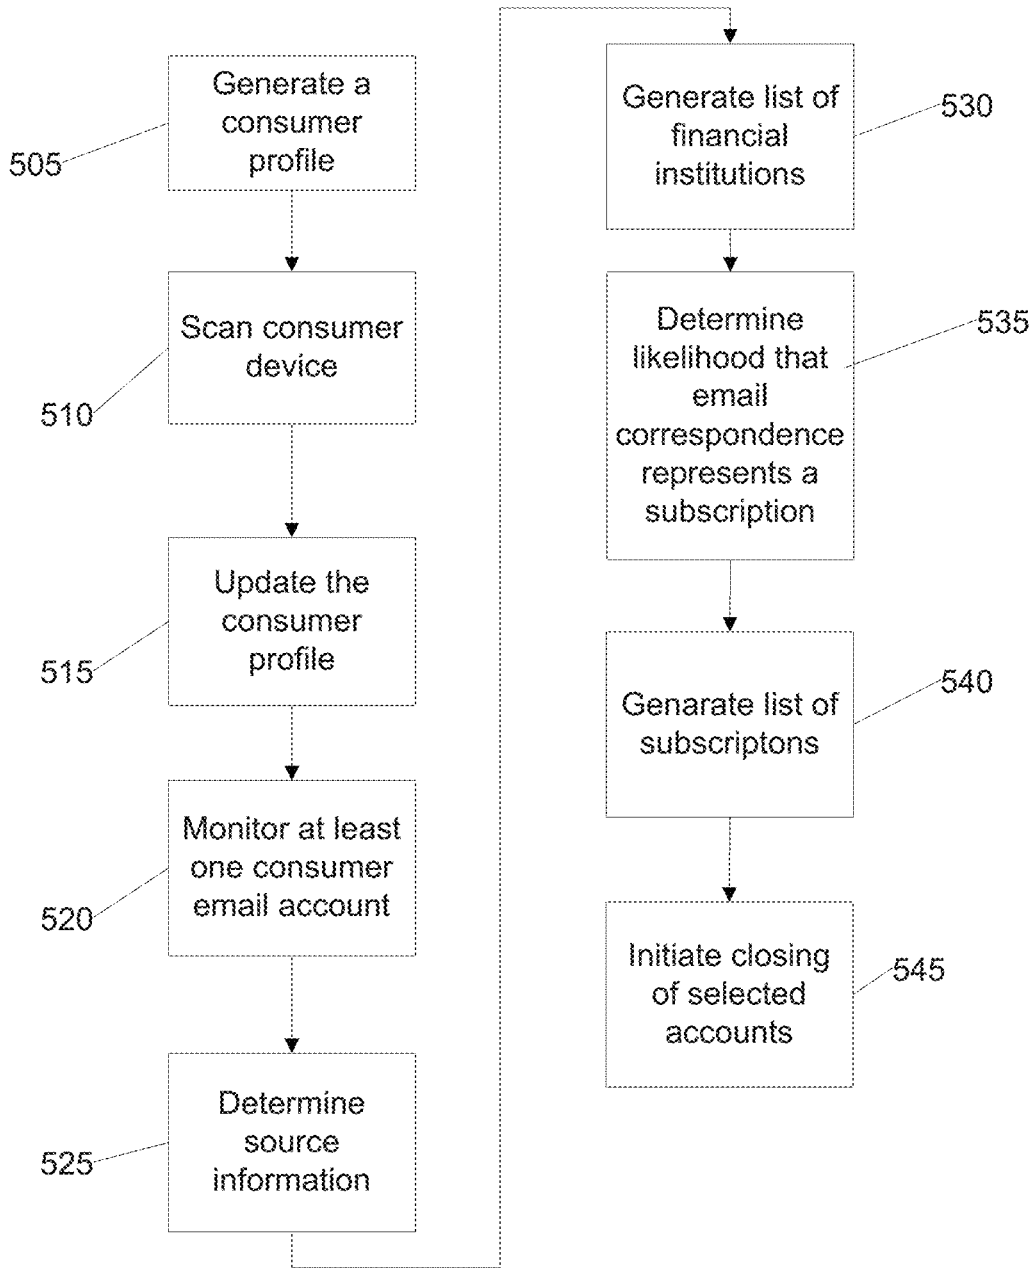 Generate a
consumer
profile
505
Scan consumer
device
510
Update the
consumer
profile
515
Monitor at least
one consumer
email account
520
Determine
source
information
525
Generate list of
financial
institutions
530
Determine
likelihood that
email
correspondence
represents a
subscription
535
Genarate list of
subscriptons
540
Initiate closing
of selected
accounts
545